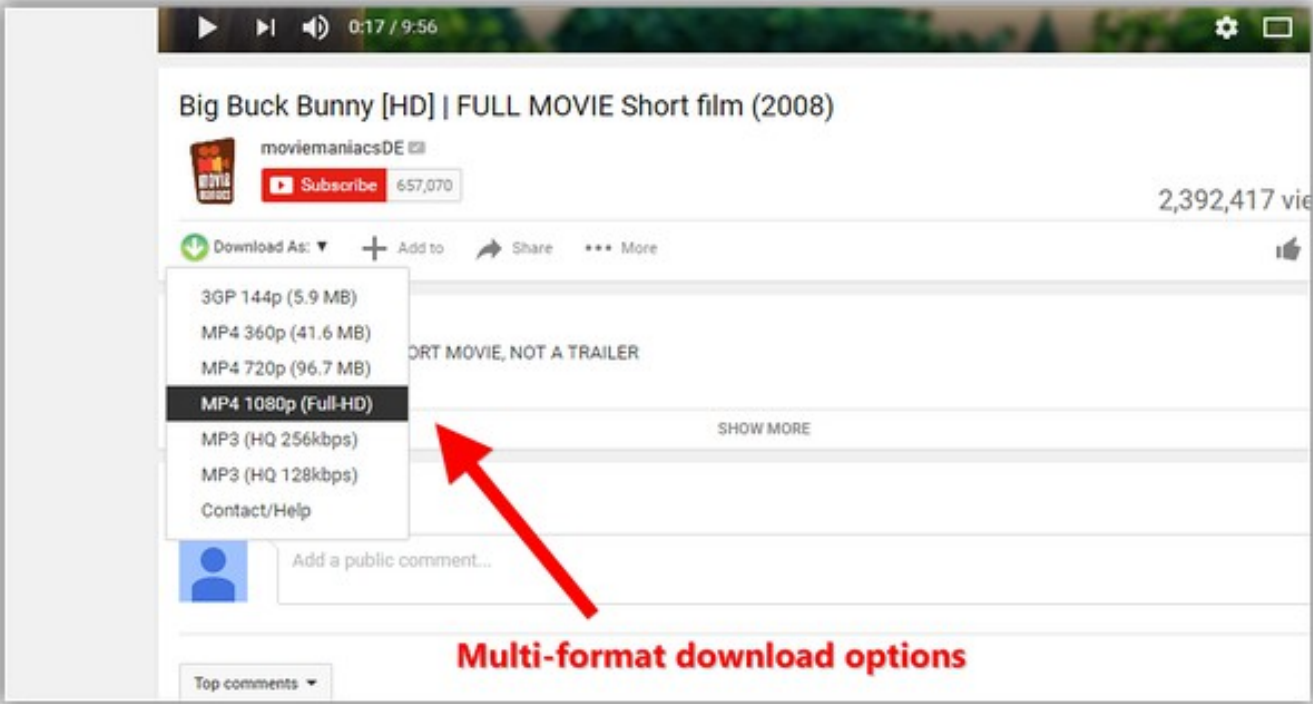 0:17 / 9:56
Big Buck Bunny [HD] | FULL MOVIE Short film (2008)
moviemaniacsDE
Subscribe 657,070
2,392,417 vie
Download As: ▼ Add to Share ••• More
3GP 144p (5.9 MB)
MP4 360p (41.6 MB)
ORT MOVIE, NOT A TRAILER
MP4 720p (96.7 MB)
MP4 1080p (Full-HD)
SHOW MORE
MP3 (HQ 256kbps)
MP3 (HQ 128kbps)
Contact/Help
Add a public comment...
Multi-format download options
Top comments